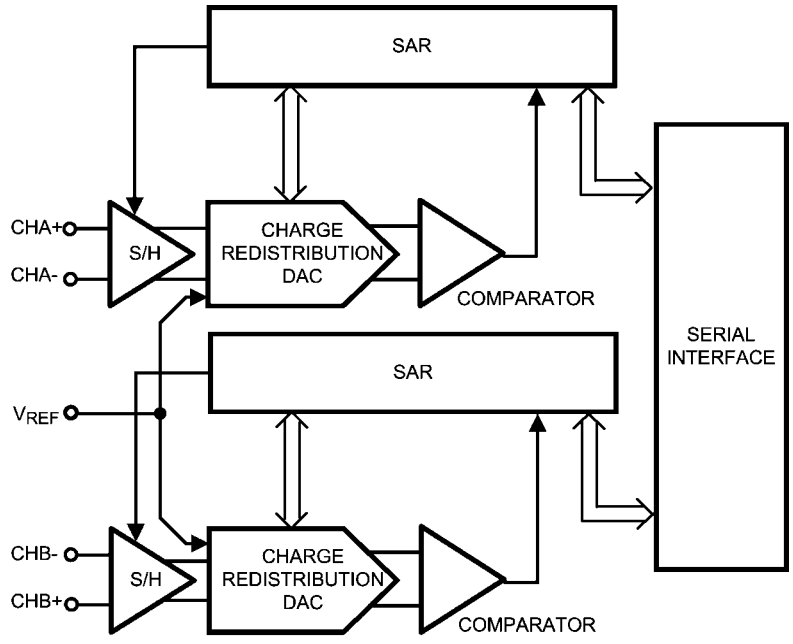 SAR
CHA+
CHA-
S/H
CHARGE
REDISTRIBUTION
DAC
COMPARATOR
SERIAL
INTERFACE
SAR
VREF
CHB-
CHB+
S/H
CHARGE
REDISTRIBUTION
DAC
COMPARATOR